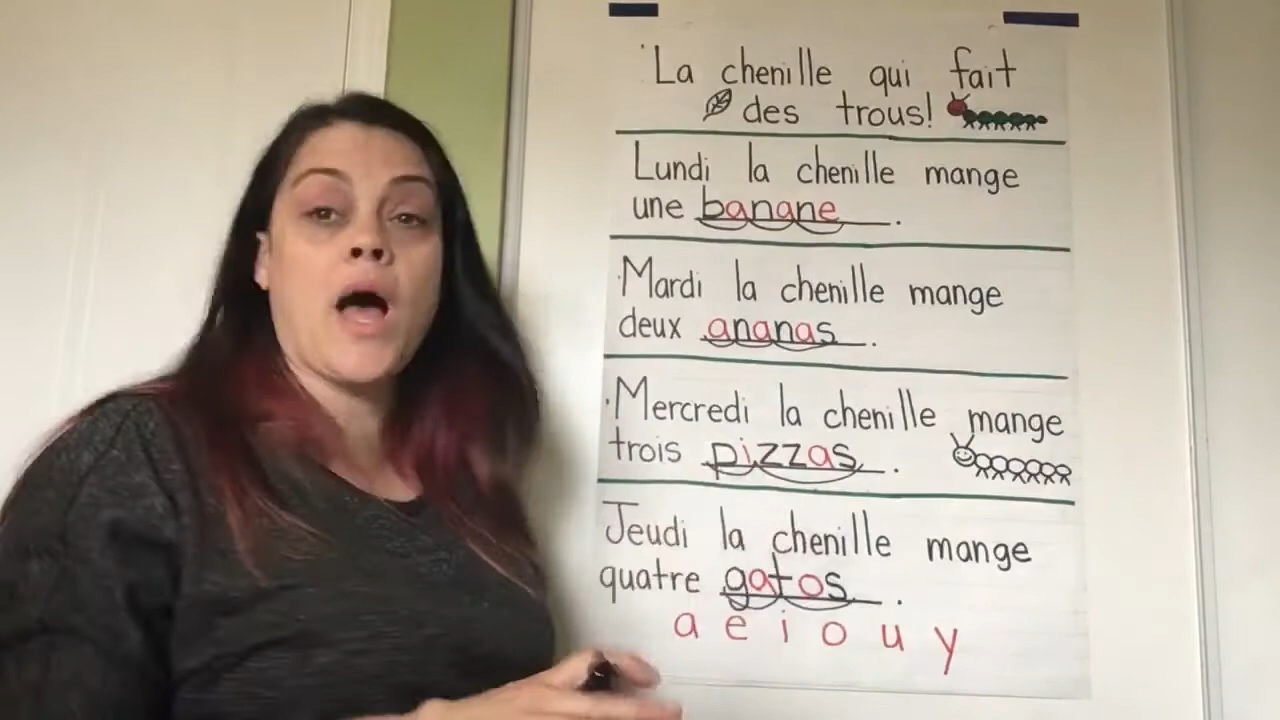 La chenille qui fait
des trous!
Lundi la chenille mange
une banane.
Mardi la chenille mange
deux ananas.
Mercredi la chenille mange
trois pizzas.
Jeudi la chenille mange
quatre gatos.
a e i o u y